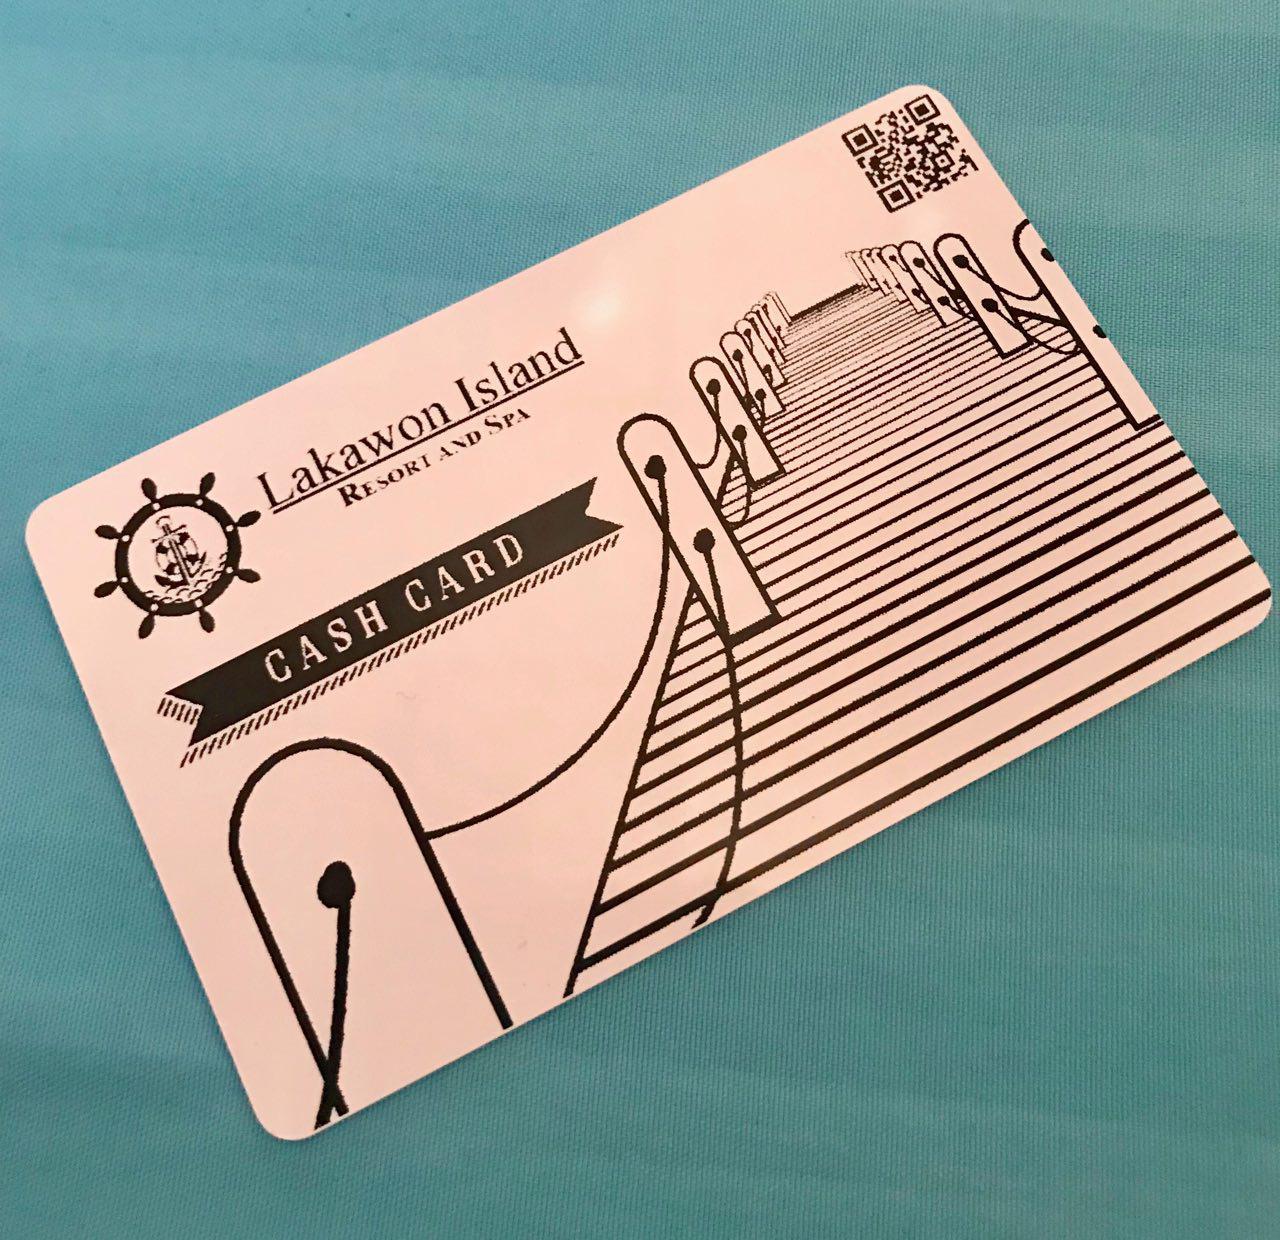 Lakawon Island
RESORT AND SPA
CASH CARD